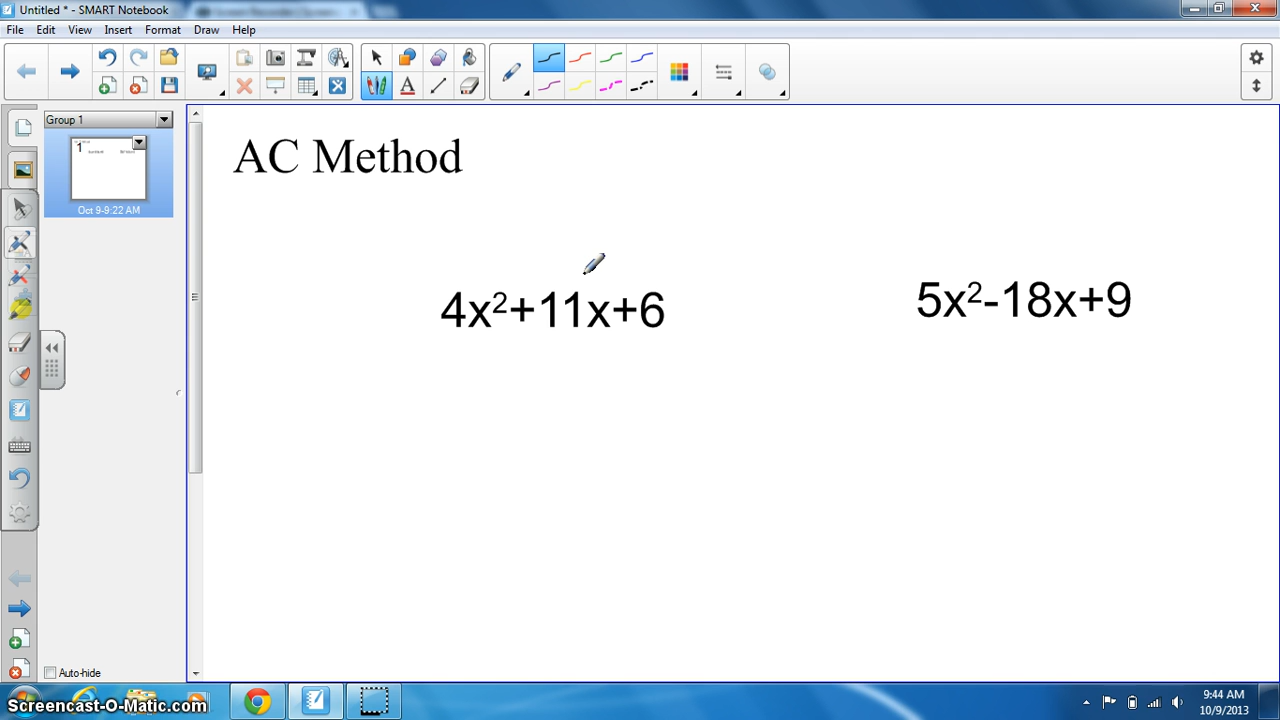 Untitled * - SMART Notebook
File Edit View Insert Format Draw Help
Group 1
1
Oct 9-9:22 AM
AC Method
4x²+11x+6
5x²-18x+9
Auto-hide
Screencast-O-Matic.com
9:44 AM
10/9/2013